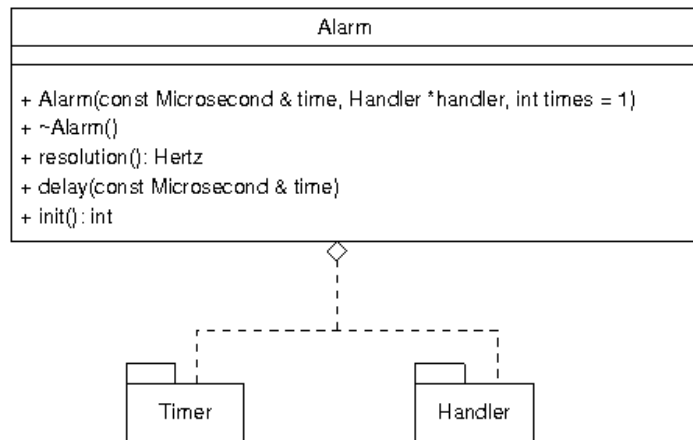 Alarm
+ Alarm(const Microsecond & time, Handler *handler, int times = 1)
+ ~Alarm()
+ resolution(): Hertz
+ delay(const Microsecond & time)
+ init(): int
Timer
Handler